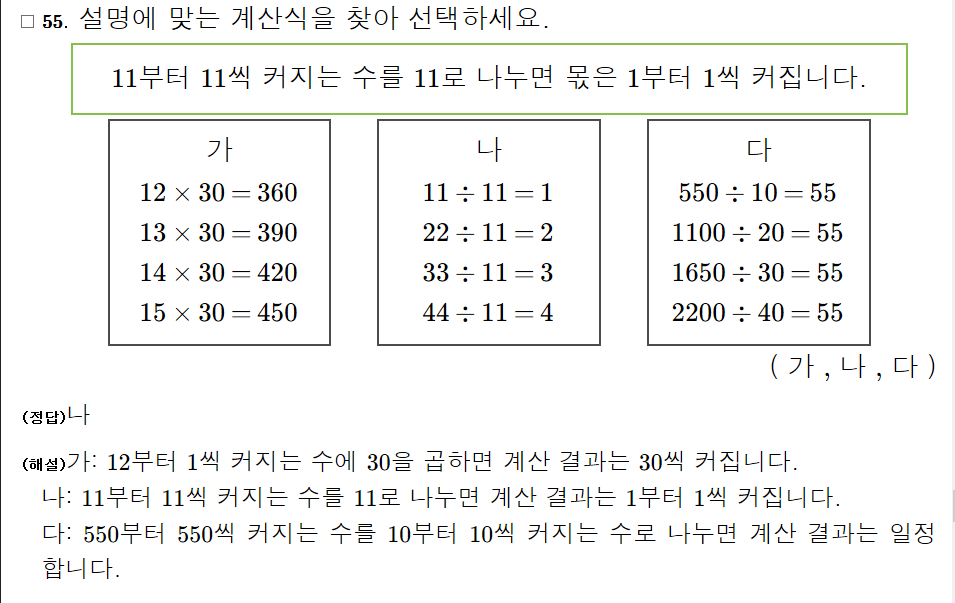 □ 55. 설명에 맞는 계산식을 찾아 선택하세요.
11부터 11씩 커지는 수를 11로 나누면 몫은 1부터 1씩 커집니다.
가
12 × 30 = 360
13 × 30 = 390
14 × 30 = 420
15 × 30 = 450
나
11 ÷ 11 = 1
22 ÷ 11 = 2
33 ÷ 11 = 3
44 ÷ 11 = 4
다
550 ÷ 10 = 55
1100 ÷ 20 = 55
1650 ÷ 30 = 55
2200 ÷ 40 = 55
( 가 , 나 , 다 )
(정답)나
(해설)가: 12부터 1씩 커지는 수에 30을 곱하면 계산 결과는 30씩 커집니다.
나: 11부터 11씩 커지는 수를 11로 나누면 계산 결과는 1부터 1씩 커집니다.
다: 550부터 550씩 커지는 수를 10부터 10씩 커지는 수로 나누면 계산 결과는 일정
합니다.